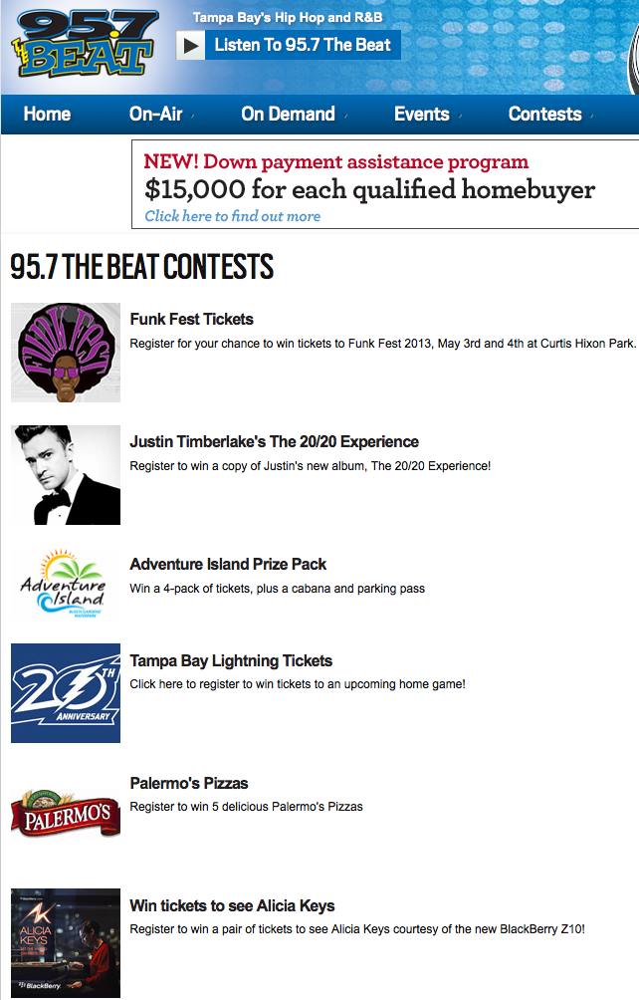 95.7
THE BEAT
Tampa Bay's Hip Hop and R&B
Listen To 95.7 The Beat
Home On-Air On Demand Events Contests
NEW! Down payment assistance program
$15,000 for each qualified homebuyer
Click here to find out more
95.7 THE BEAT CONTESTS
FUNK FEST
Funk Fest Tickets
Register for your chance to win tickets to Funk Fest 2013, May 3rd and 4th at Curtis Hixon Park.
Justin Timberlake's The 20/20 Experience
Register to win a copy of Justin's new album, The 20/20 Experience!
Adventure
Island
BUSCH GARDENS
WATERPARK
Adventure Island Prize Pack
Win a 4-pack of tickets, plus a cabana and parking pass
20TH
ANNIVERSARY
Tampa Bay Lightning Tickets
Click here to register to win tickets to an upcoming home game!
PALERMO'S
Palermo's Pizzas
Register to win 5 delicious Palermo's Pizzas
ALICIA
KEYS
BlackBerry
Win tickets to see Alicia Keys
Register to win a pair of tickets to see Alicia Keys courtesy of the new BlackBerry Z10!